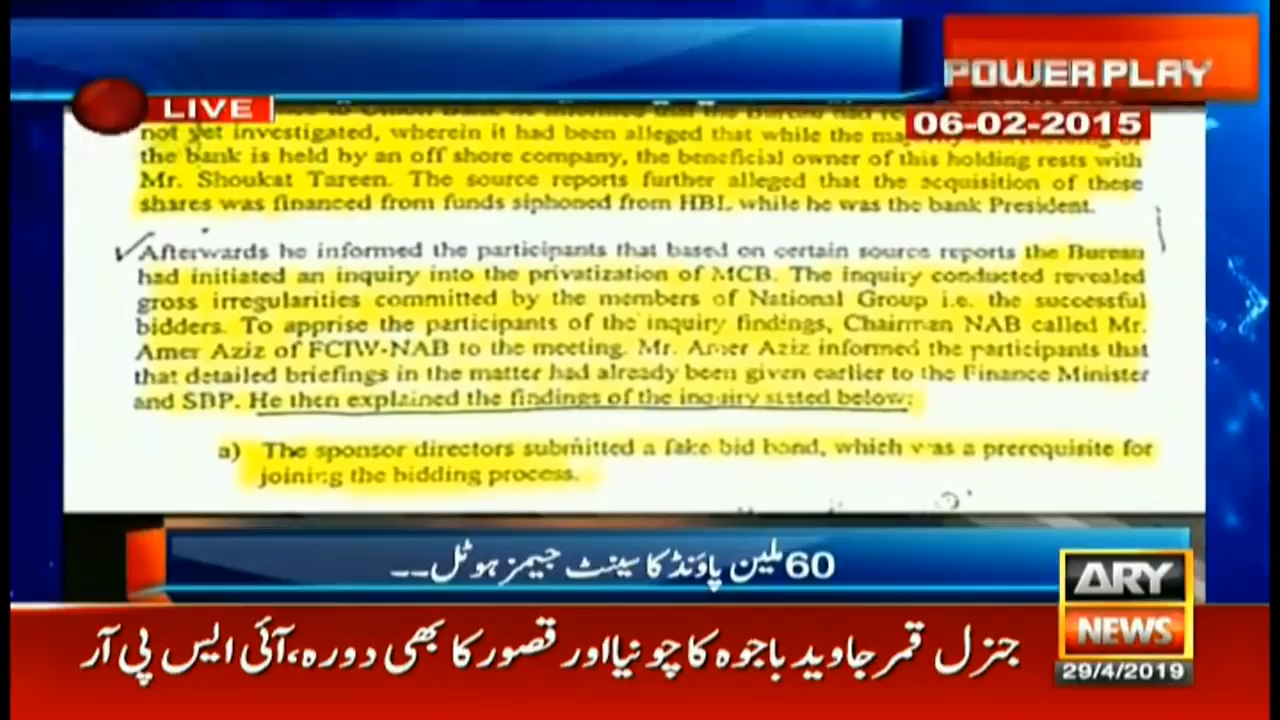 POWER PLAY
LIVE
06-02-2015
not yet investigated, wherein it had been alleged that while the
the bank is held by an off shore company, the beneficial owner of this holding rests with
Mr. Shoukat Tareen. The source reports further alleged that the acquisition of these
shares was financed from funds siphoned from HBL while he was the bank President.
Afterwards he informed the participants that based on certain source reports the Bureau
had initiated an inquiry into the privatization of MCB. The inquiry conducted revealed
gross irregularities committed by the members of National Group i.e. the successful
bidders. To apprise the participants of the inquiry findings, Chairman NAB called Mr.
Amer Aziz of FCIW-NAB to the meeting. Mr. Amer Aziz informed the participants that
that detailed briefings in the matter had already been given earlier to the Finance Minister
and SBP. He then explained the findings of the inquiry stated below:
a) The sponsor directors submitted a fake bid bond, which was a prerequisite for
joining the bidding process.
60 ملین پاؤنڈ کا سینٹ جیمز ہوٹل۔۔
ARY
NEWS
جنرل قمر جاوید باجوہ کا چونیا اور قصور کا بھی دورہ، آئی ایس پی آر
29/4/2019